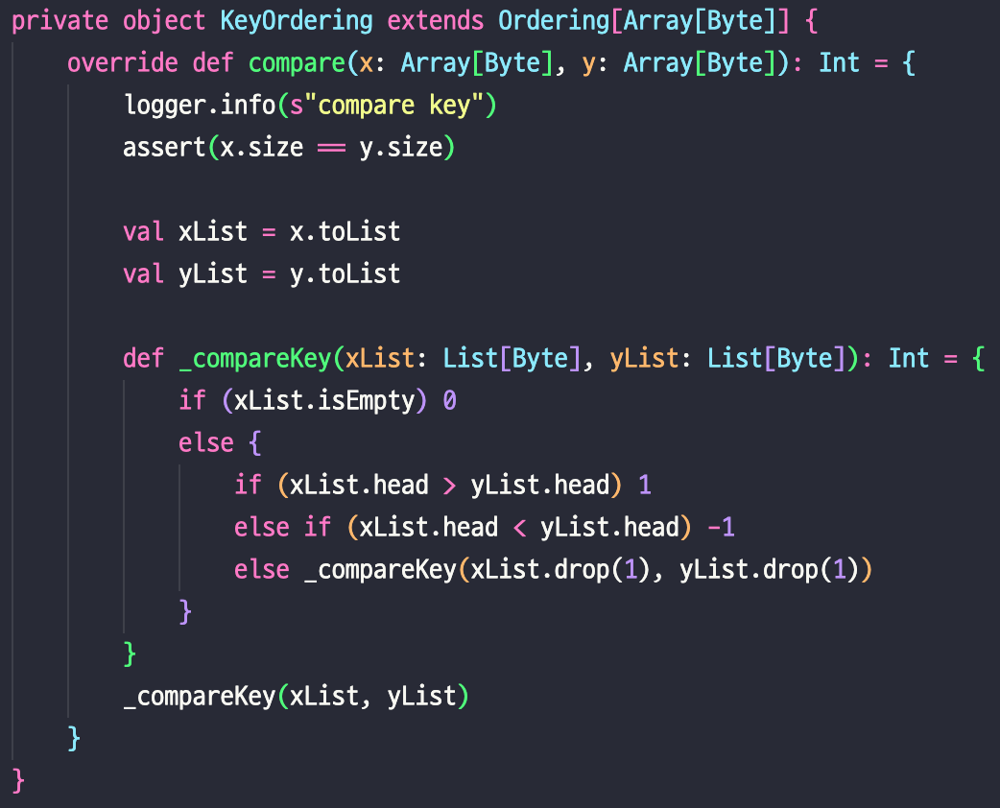 private object KeyOrdering extends Ordering[Array[Byte]] {
override def compare(x: Array[Byte], y: Array[Byte]): Int = {
logger.info(s"compare key")
assert(x.size == y.size)
val xList = x.toList
val yList = y.toList
def _compareKey(xList: List[Byte], yList: List[Byte]): Int = {
if (xList.isEmpty) 0
else {
if (xList.head > yList.head) 1
else if (xList.head < yList.head) -1
else _compareKey(xList.drop(1), yList.drop(1))
}
}
_compareKey(xList, yList)
}
}